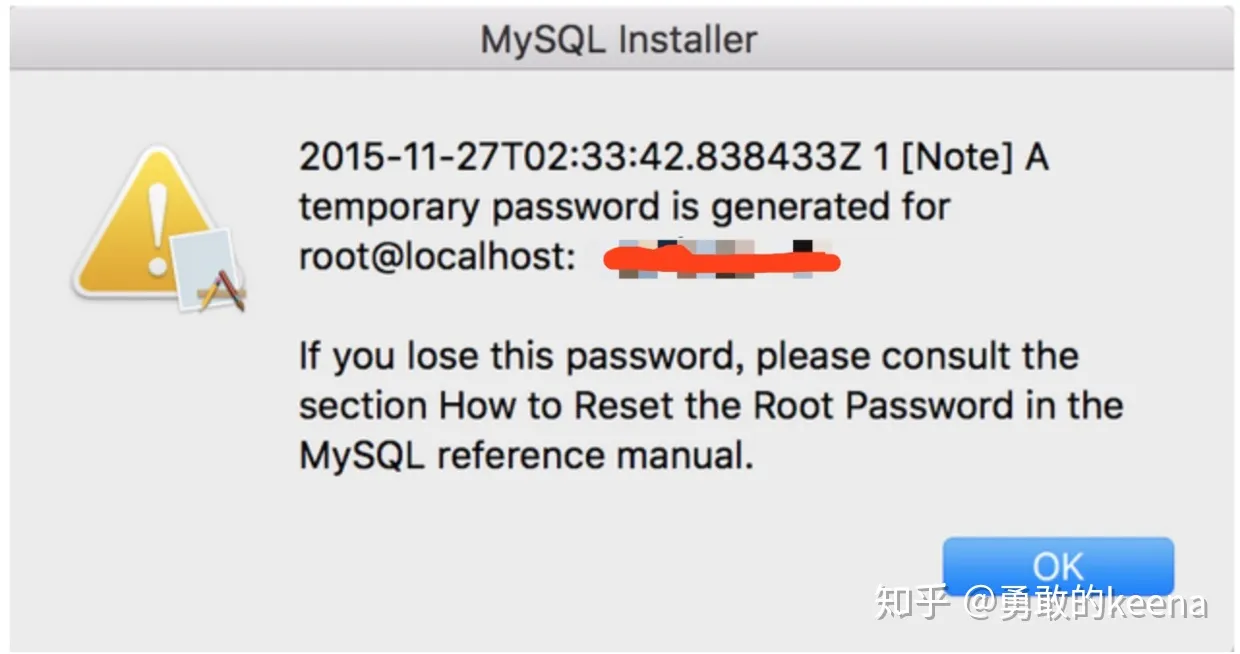 MySQL Installer
2015-11-27T02:33:42.838433Z 1 [Note] A
temporary password is generated for
root@localhost:
If you lose this password, please consult the
section How to Reset the Root Password in the
MySQL reference manual.
OK
知乎 @勇敢的keena